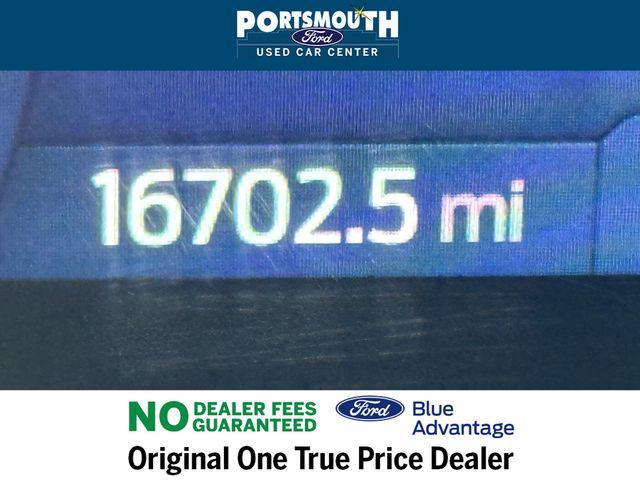 PORTSMOUTH
Ford
USED CAR CENTER
16702.5 mi
NO DEALER FEES
GUARANTEED
Ford Blue
Advantage
Original One True Price Dealer